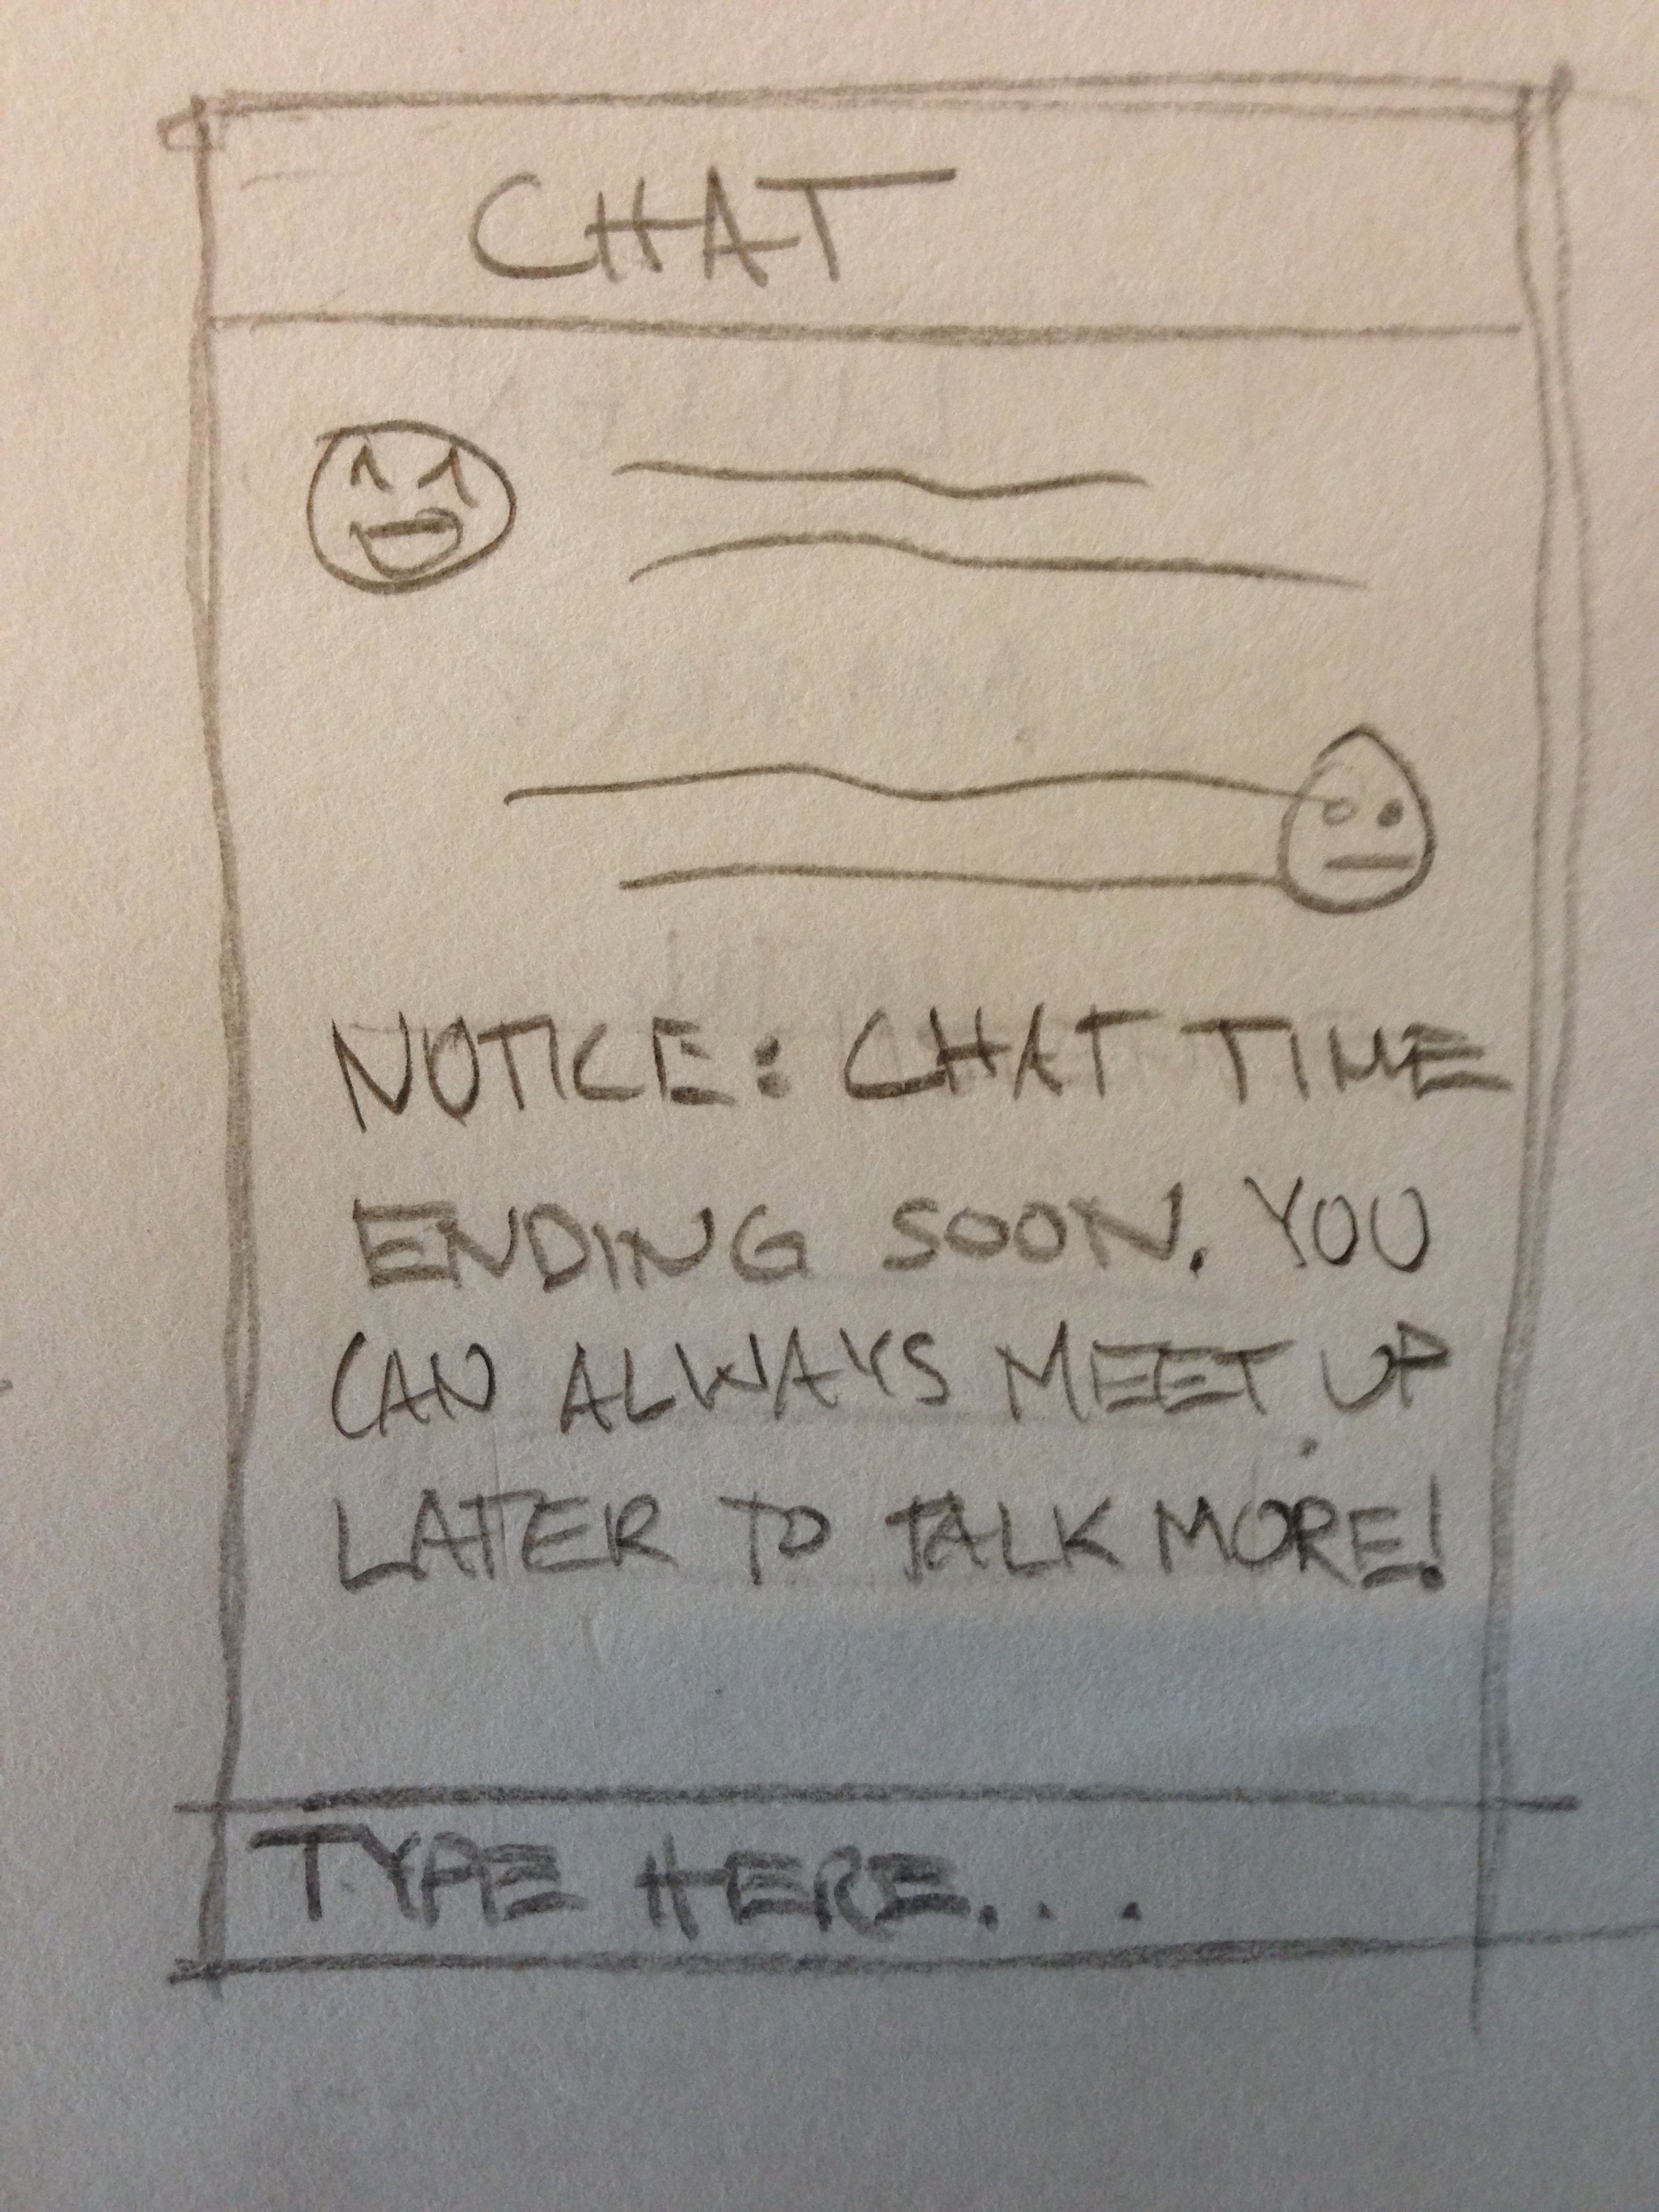 CHAT
NOTICE: CHAT TIME
ENDING SOON. YOU
CAN ALWAYS MEET UP
LATER TO TALK MORE!
TYPE HERE...